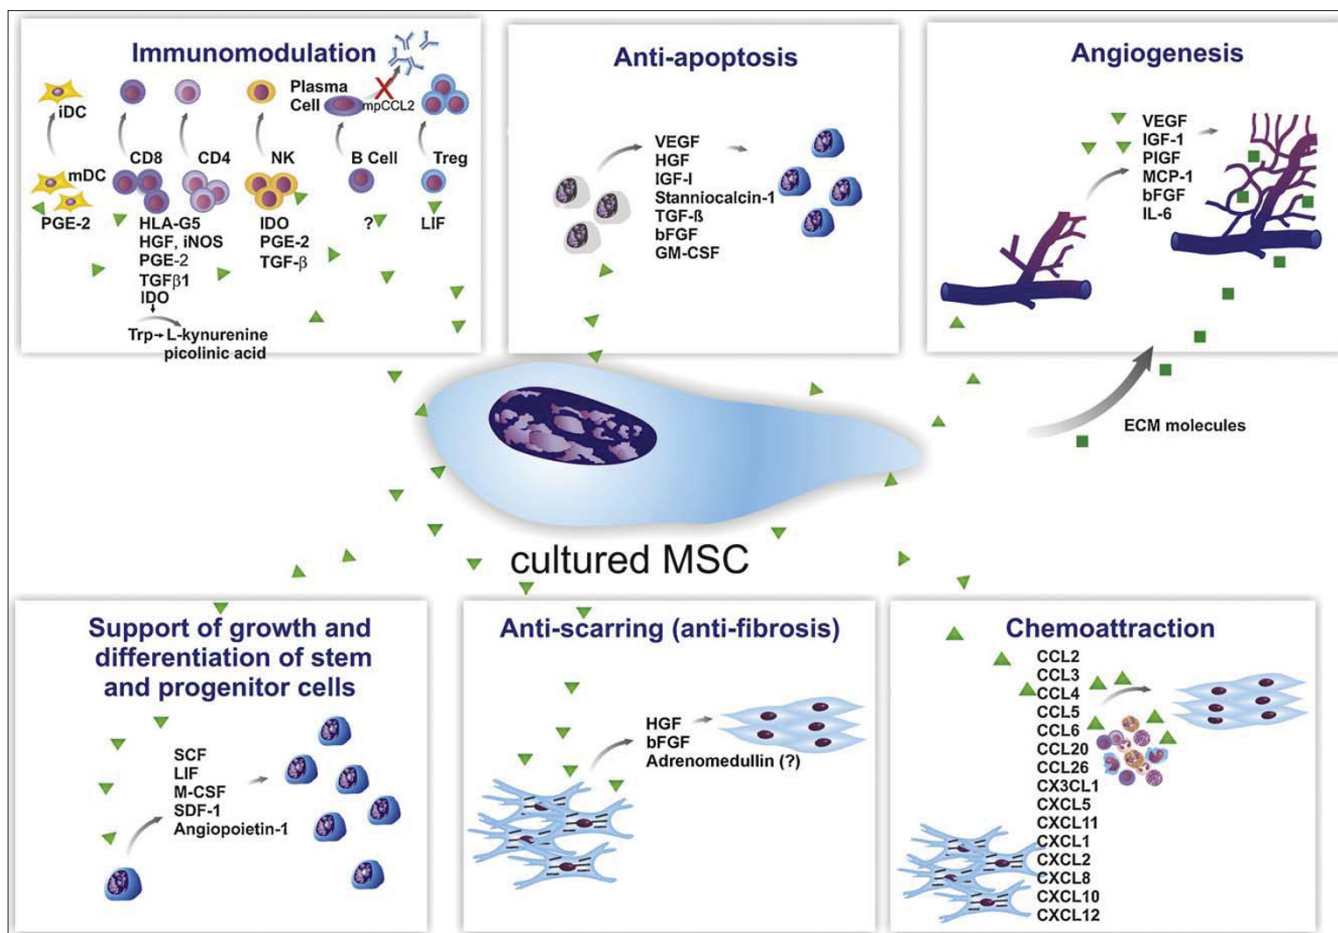 Immunomodulation
iDC
mDC
PGE-2
CD8
HLA-G5
HGF, iNOS
PGE-2
TGFβ1
IDO
Trp→L-kynurenine
picolinic acid
CD4
NK
IDO
PGE-2
TGF-β
Plasma
Cell
mpCCL2
B Cell
?
Treg
LIF
Anti-apoptosis
VEGF
HGF
IGF-I
Stanniocalcin-1
TGF-ß
bFGF
GM-CSF
Angiogenesis
VEGF
IGF-1
PIGF
MCP-1
bFGF
IL-6
ECM molecules
cultured MSC
Support of growth and
differentiation of stem
and progenitor cells
SCF
LIF
M-CSF
SDF-1
Angiopoietin-1
Anti-scarring (anti-fibrosis)
HGF
bFGF
Adrenomedullin (?)
Chemoattraction
CCL2
CCL3
CCL4
CCL5
CCL6
CCL20
CCL26
CX3CL1
CXCL5
CXCL11
CXCL1
CXCL2
CXCL8
CXCL10
CXCL12